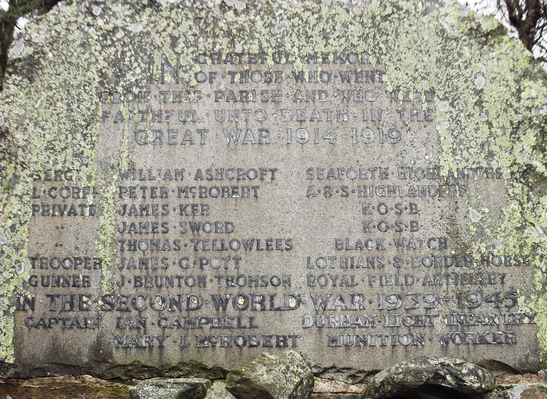 IN GRATEFUL MEMORY
OF THOSE WHO WENT
FROM THIS PARISH AND WHO WERE
FAITHFUL UNTO DEATH IN THE
GREAT WAR 1914-1919
SERGT WILLIAM ASHCROFT SEAFORTH HIGHLANDERS
L.CORPL PETER McROBERT A·&·S·HIGHLANDERS
PRIVATE JAMES KER K·O·S·B·
" JAMES SWORD K·O·S·B·
" THOMAS YELLOWLEES BLACK WATCH
TROOPER JAMES·G·POTT LOTHIANS·&·BORDER HORSE
GUNNER J·BRUNTON THOMSON ROYAL FIELD ARTILLERY
IN THE SECOND WORLD WAR 1939-1945
CAPTAIN IAN CAMPBELL DURHAM LIGHT INFANTRY
MARY McROBERT MUNITION WORKER